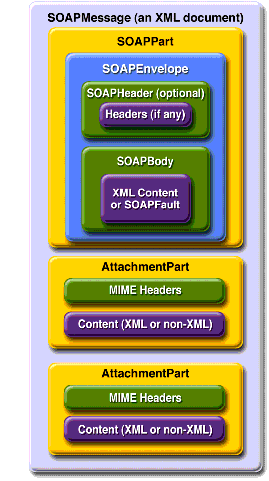 SOAPMessage (an XML document)
SOAPPart
SOAPEnvelope
SOAPHeader (optional)
Headers (if any)
SOAPBody
XML Content
or SOAPFault
AttachmentPart
MIME Headers
Content (XML or non-XML)
AttachmentPart
MIME Headers
Content (XML or non-XML)